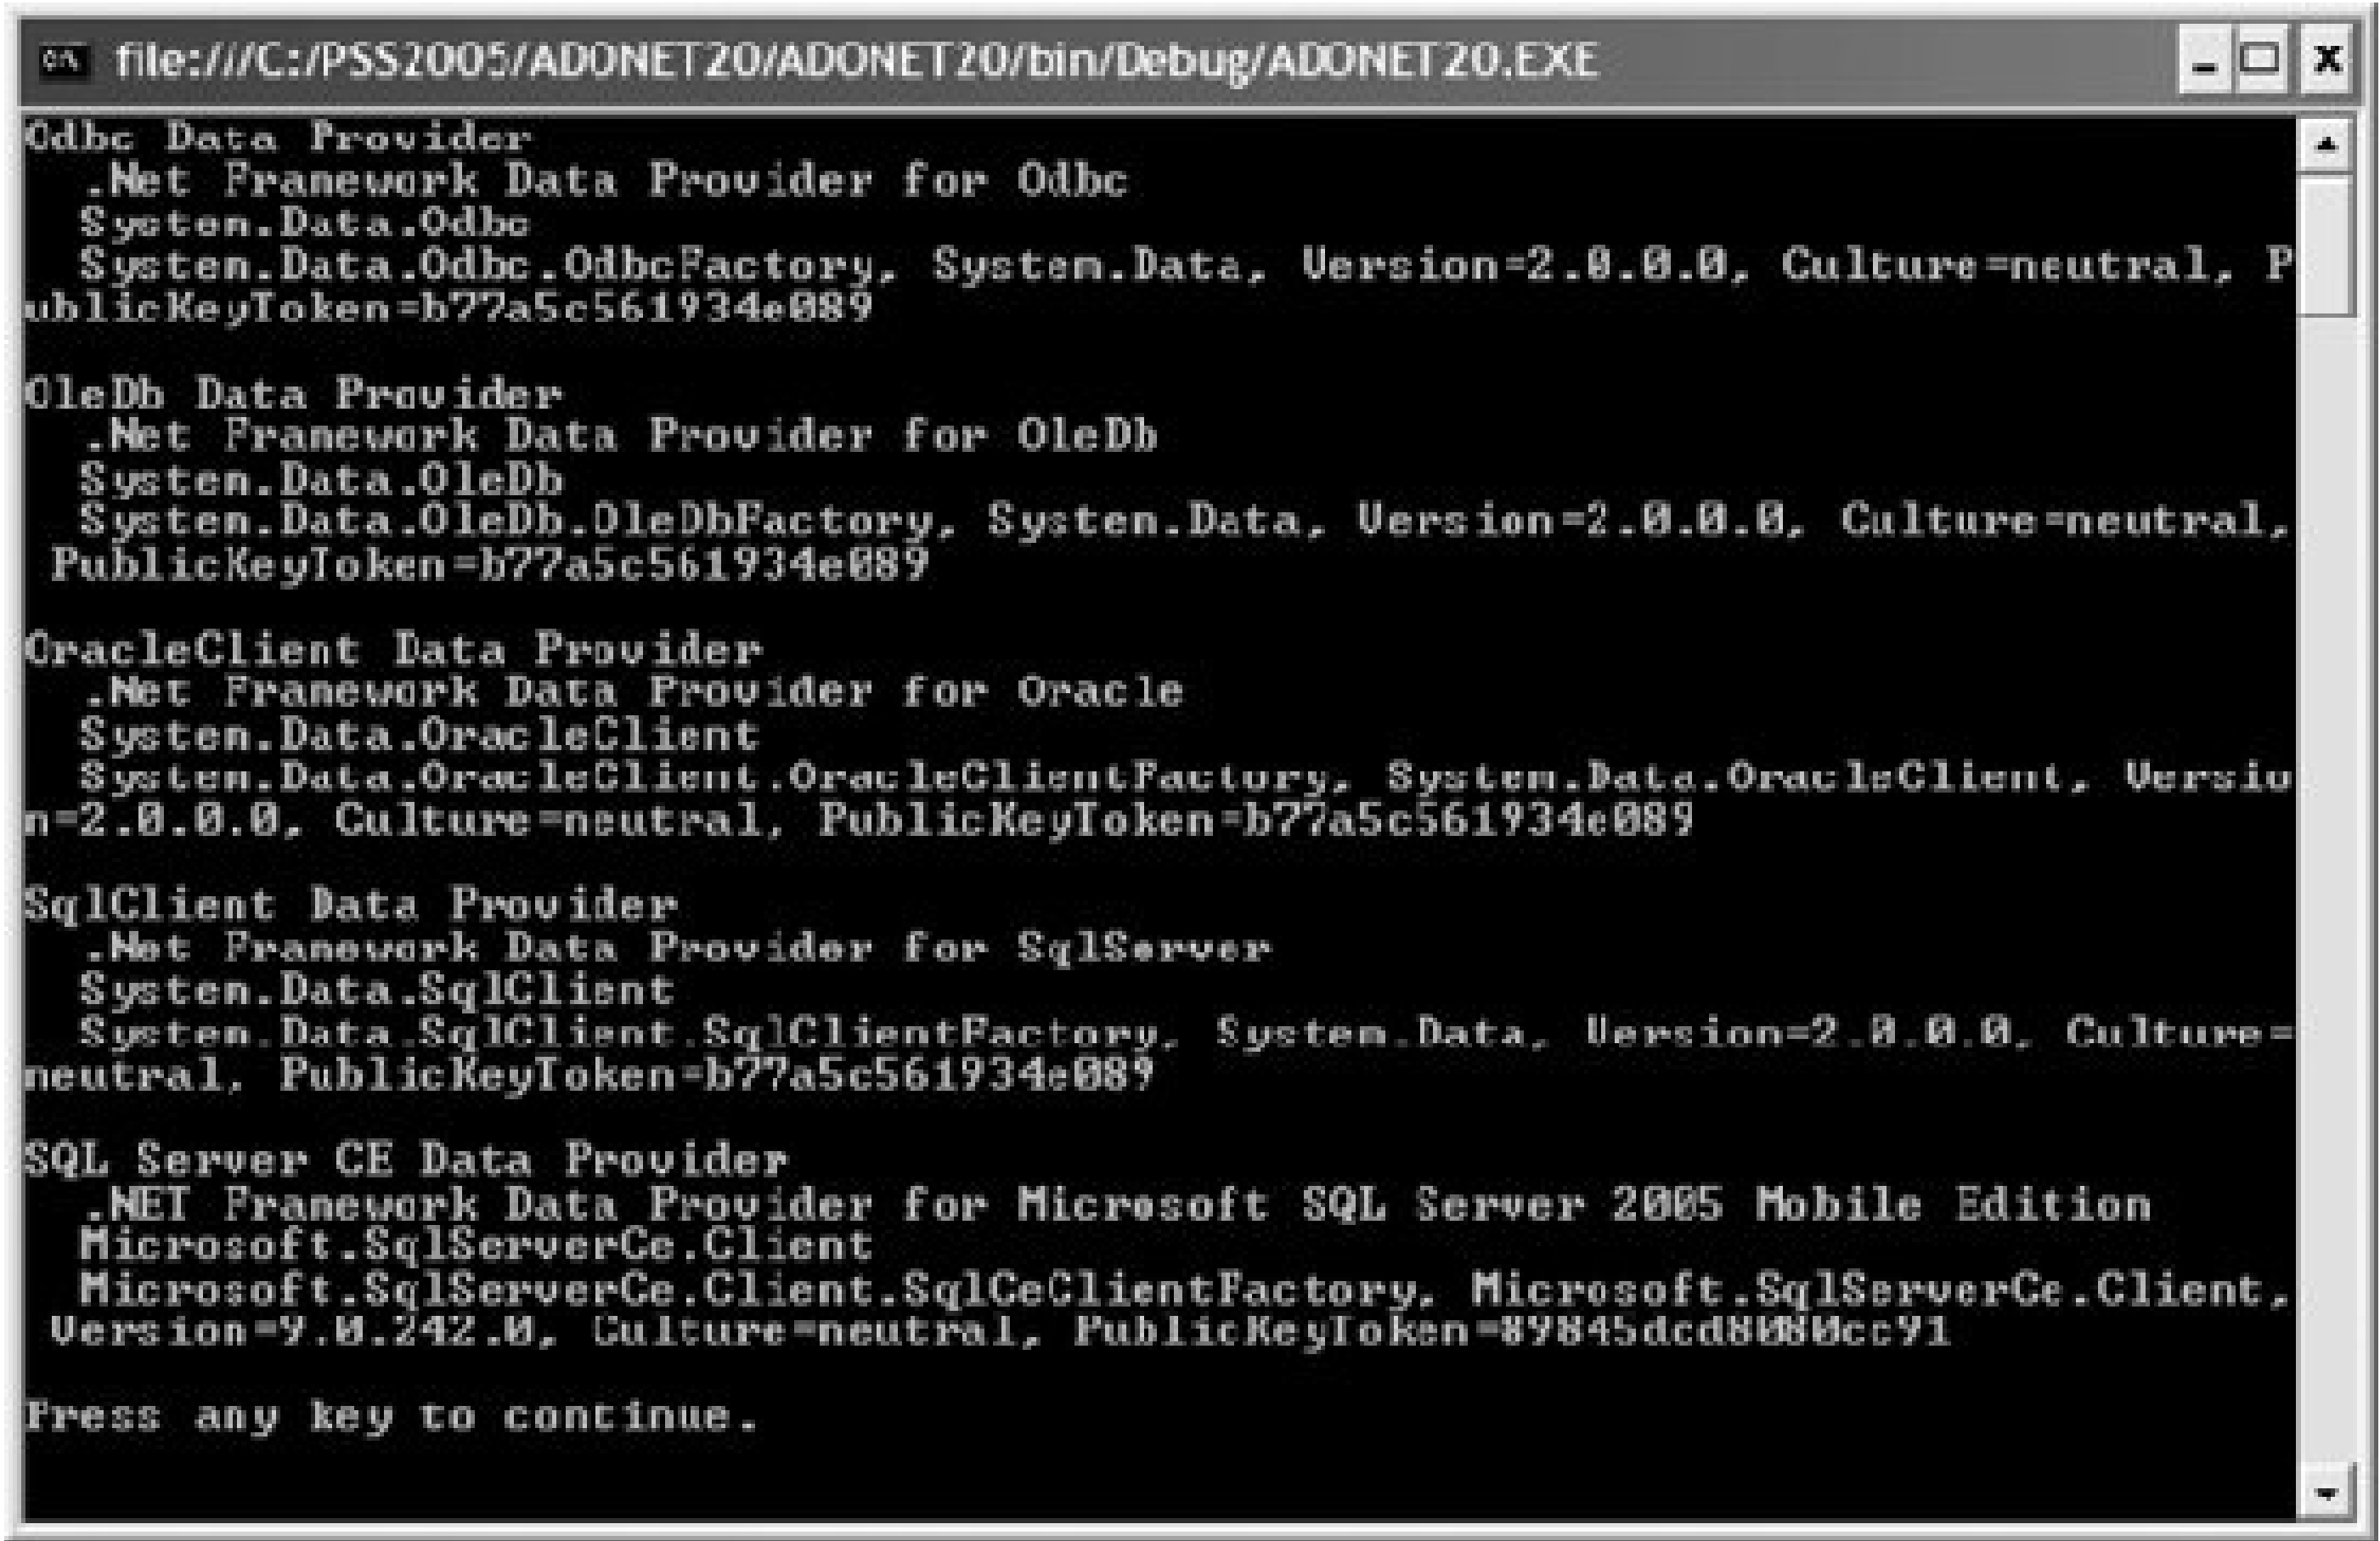 file:///C:/PSS2005/ADONET20/ADONET20/bin/Debug/ADONET20.EXE
Odbc Data Provider
.Net Framework Data Provider for Odbc
System.Data.Odbc
System.Data.Odbc.OdbcFactory, System.Data, Version=2.0.0.0, Culture=neutral, P
ublicKeyToken=b77a5c561934e089
OleDb Data Provider
.Net Framework Data Provider for OleDb
System.Data.OleDb
System.Data.OleDb.OleDbFactory, System.Data, Version=2.0.0.0, Culture=neutral,
PublicKeyToken=b77a5c561934e089
OracleClient Data Provider
.Net Framework Data Provider for Oracle
System.Data.OracleClient
System.Data.OracleClient.OracleClientFactory, System.Data.OracleClient, Versio
n=2.0.0.0, Culture=neutral, PublicKeyToken=b77a5c561934e089
SqlClient Data Provider
.Net Framework Data Provider for SqlServer
System.Data.SqlClient
System.Data.SqlClient.SqlClientFactory, System.Data, Version=2.0.0.0, Culture=
neutral, PublicKeyToken=b77a5c561934e089
SQL Server CE Data Provider
.NET Framework Data Provider for Microsoft SQL Server 2005 Mobile Edition
Microsoft.SqlServerCe.Client
Microsoft.SqlServerCe.Client.SqlCeClientFactory, Microsoft.SqlServerCe.Client,
Version=9.0.242.0, Culture=neutral, PublicKeyToken=89845dcd8080cc91
Press any key to continue.